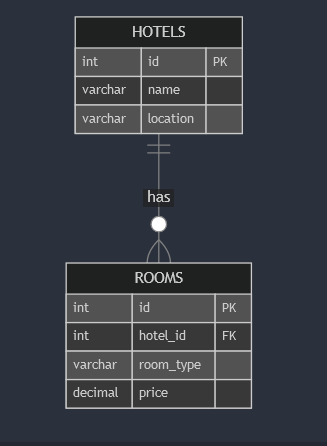 HOTELS
int id PK
varchar name
varchar location
has
ROOMS
int id PK
int hotel_id FK
varchar room_type
decimal price